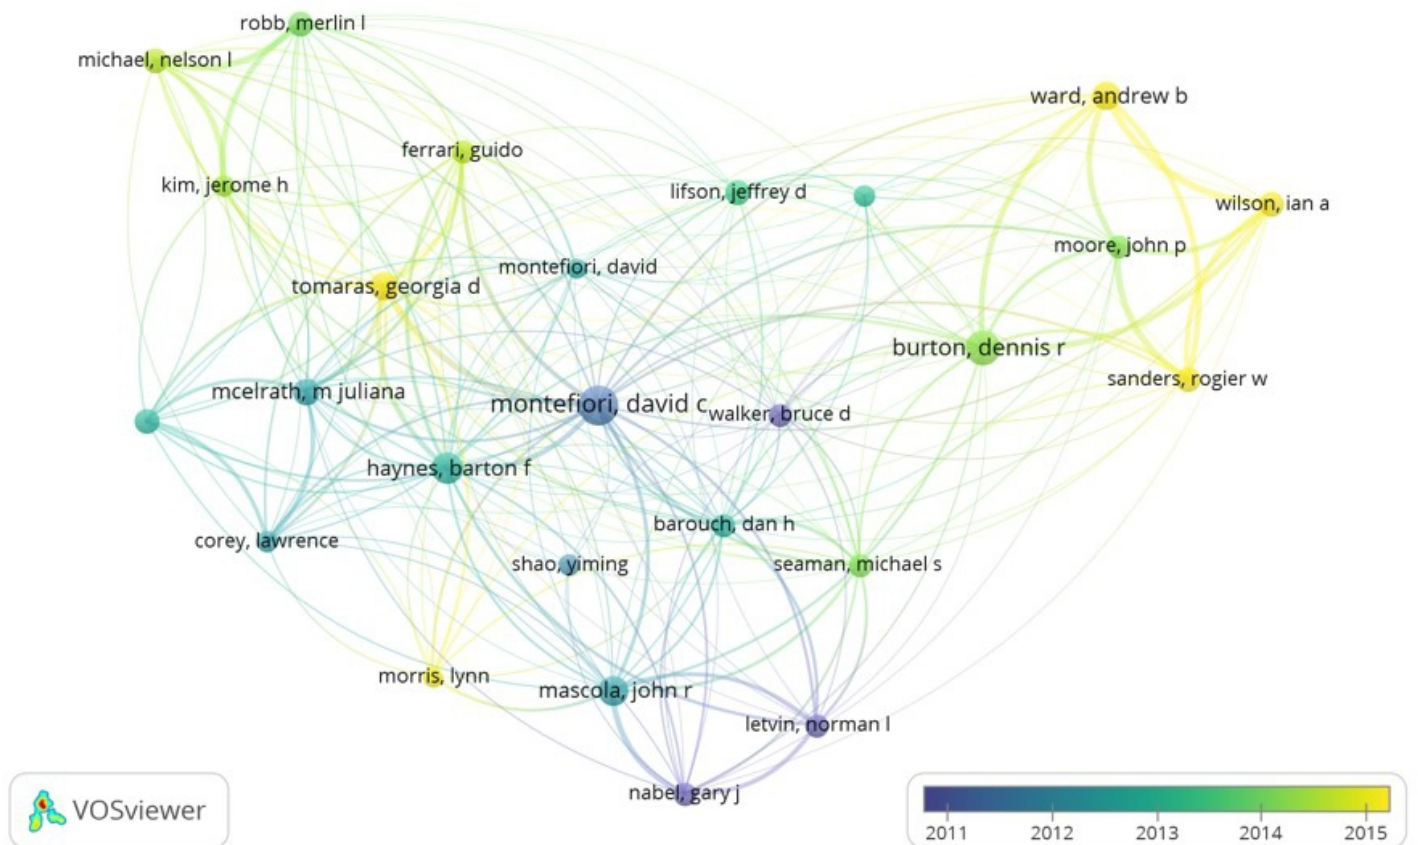 robb, merlin l
michael, nelson l
ward, andrew b
ferrari, guido
kim, jerome h
lifson, jeffrey d
wilson, ian a
moore, john p
montefiori, david
tomaras, georgia d
burton, dennis r
sanders, rogier w
mcelrath, m juliana
montefiori, david c
walker, bruce d
haynes, barton f
barouch, dan h
corey, lawrence
shao, yiming
seaman, michael s
morris, lynn
mascola, john r
letvin, norman l
nabel, gary j
VOSviewer
2011 2012 2013 2014 2015